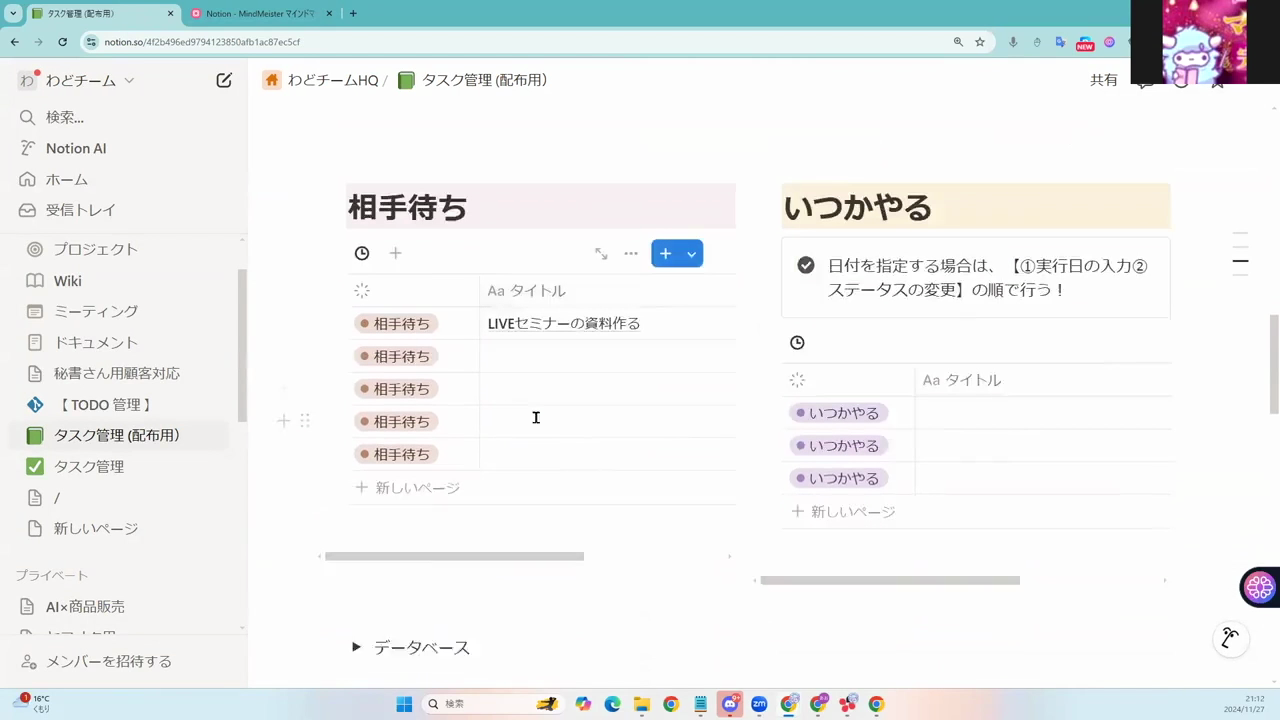 タスク管理 (配布用)
Notion - MindMeister マインドマ
notion.so/4f2b496ed9794123850afb1ac87ec5cf
NEW
わ わどチーム
わどチームHQ / タスク管理 (配布用)
共有
検索...
Notion AI
ホーム
受信トレイ
プロジェクト
Wiki
ミーティング
ドキュメント
秘書さん用顧客対応
【 TODO 管理 】
タスク管理 (配布用)
タスク管理
/
新しいページ
プライベート
AI×商品販売
メンバーを招待する
相手待ち
Aa タイトル
相手待ち LIVEセミナーの資料作る
相手待ち
相手待ち
相手待ち
相手待ち
+ 新しいページ
いつかやる
日付を指定する場合は、【①実行日の入力②
ステータスの変更】の順で行う！
Aa タイトル
いつかやる
いつかやる
いつかやる
+ 新しいページ
データベース
1
16°C
くもり
検索
21:12
2024/11/27